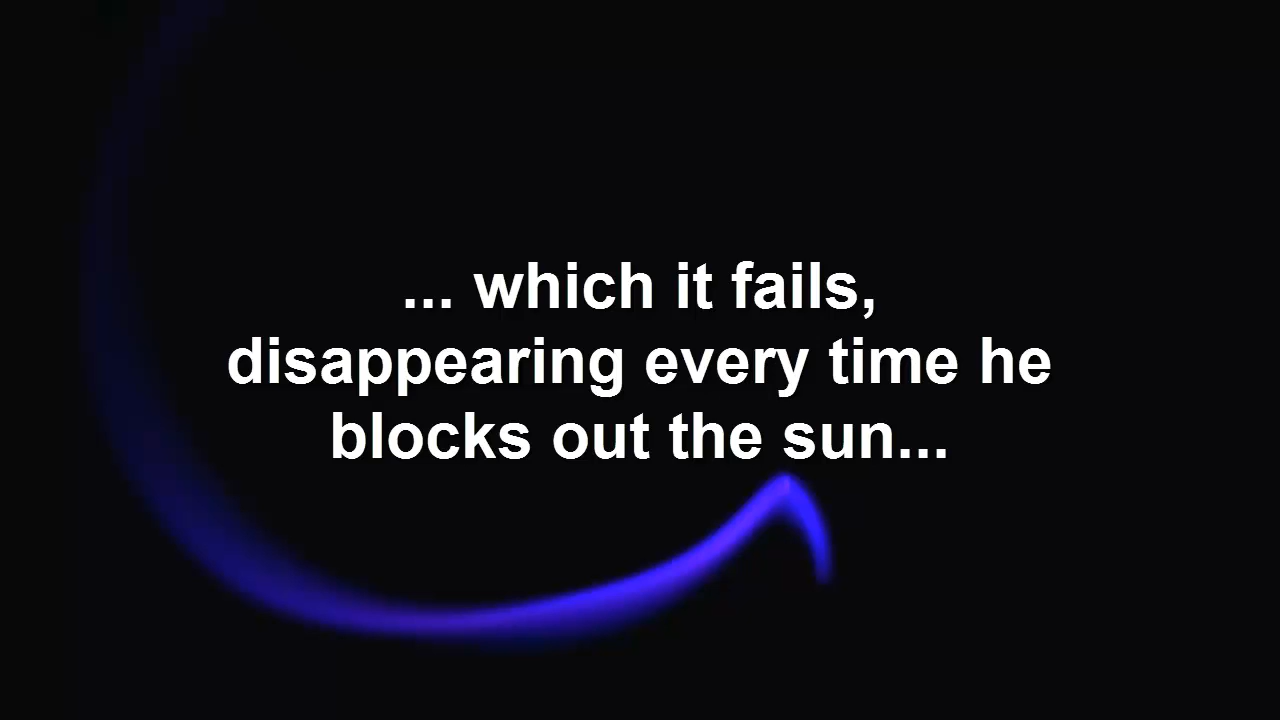 ... which it fails,
disappearing every time he
blocks out the sun...